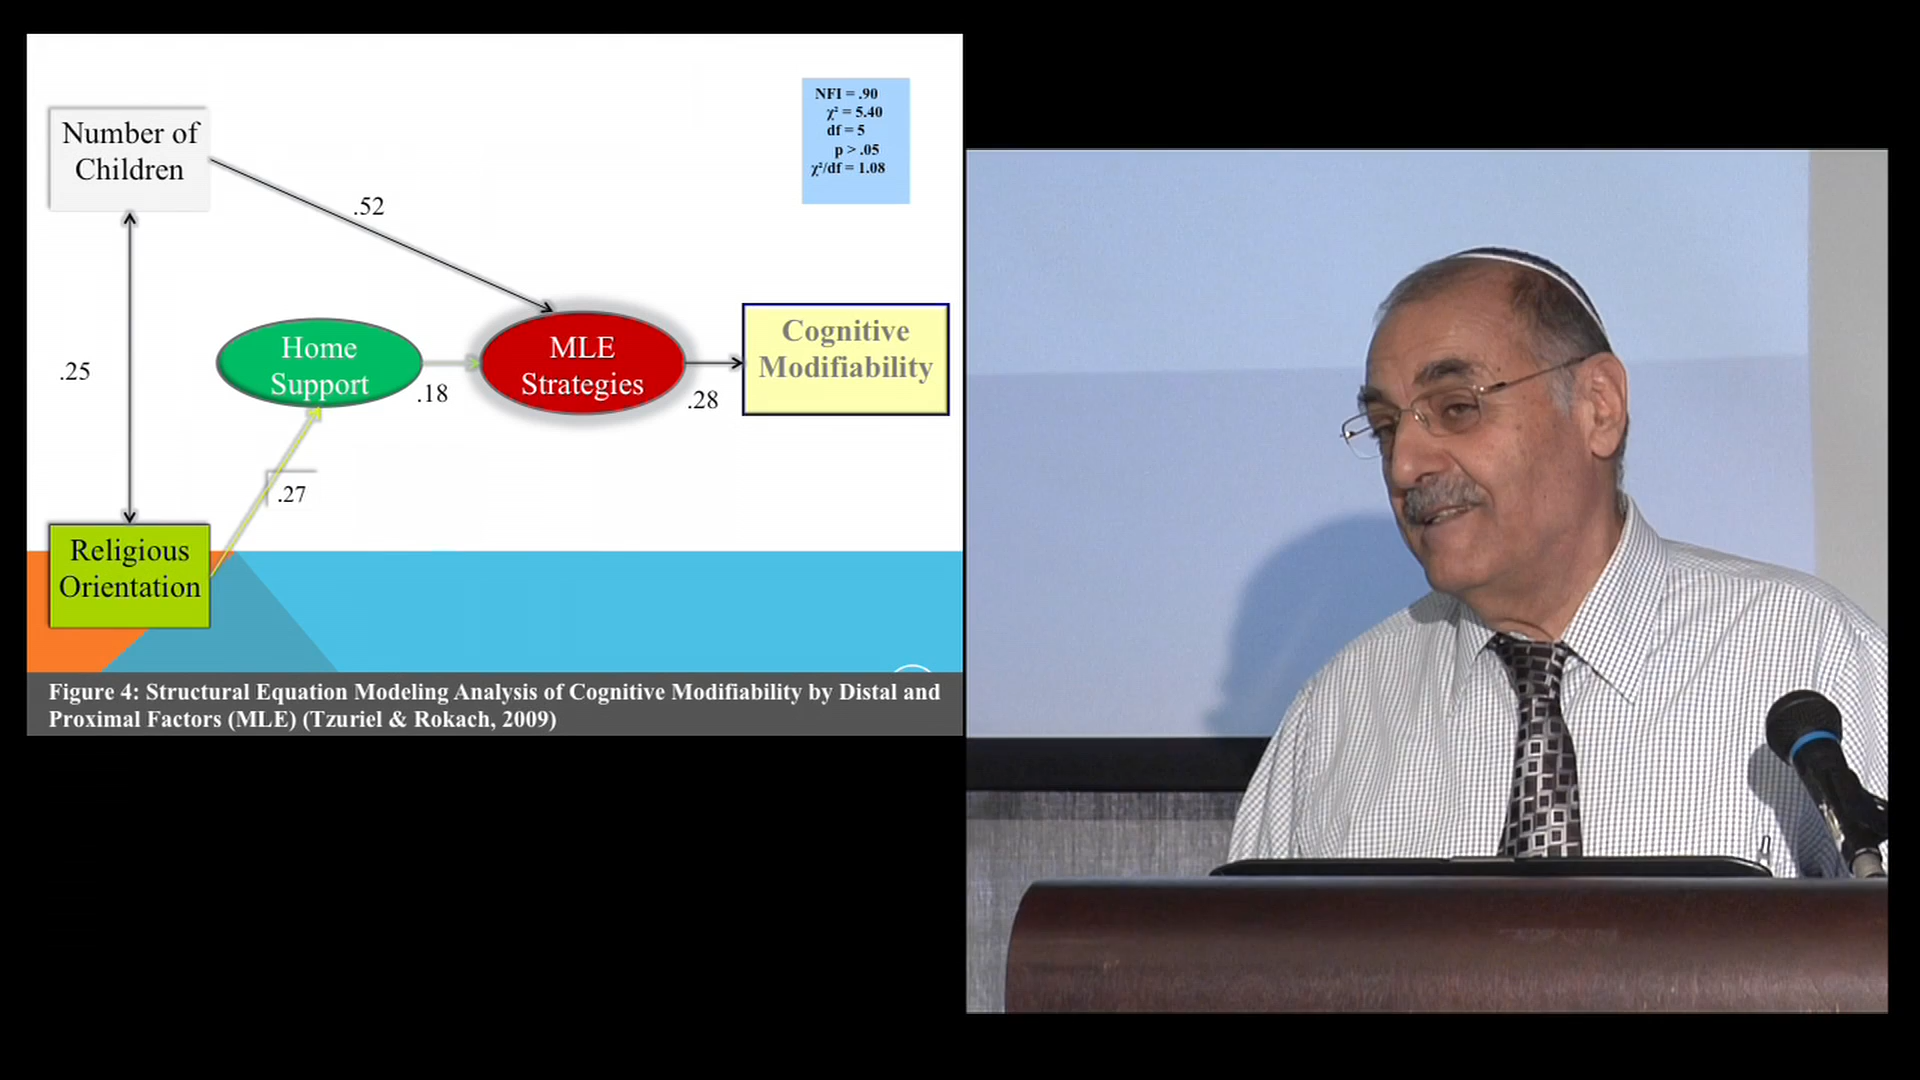 NFI = .90
χ² = 5.40
df = 5
p > .05
χ²/df = 1.08
Number of
Children
.52
.25
Home
Support
.18
MLE
Strategies
.28
Cognitive
Modifiability
.27
Religious
Orientation
Figure 4: Structural Equation Modeling Analysis of Cognitive Modifiability by Distal and
Proximal Factors (MLE) (Tzuriel & Rokach, 2009)